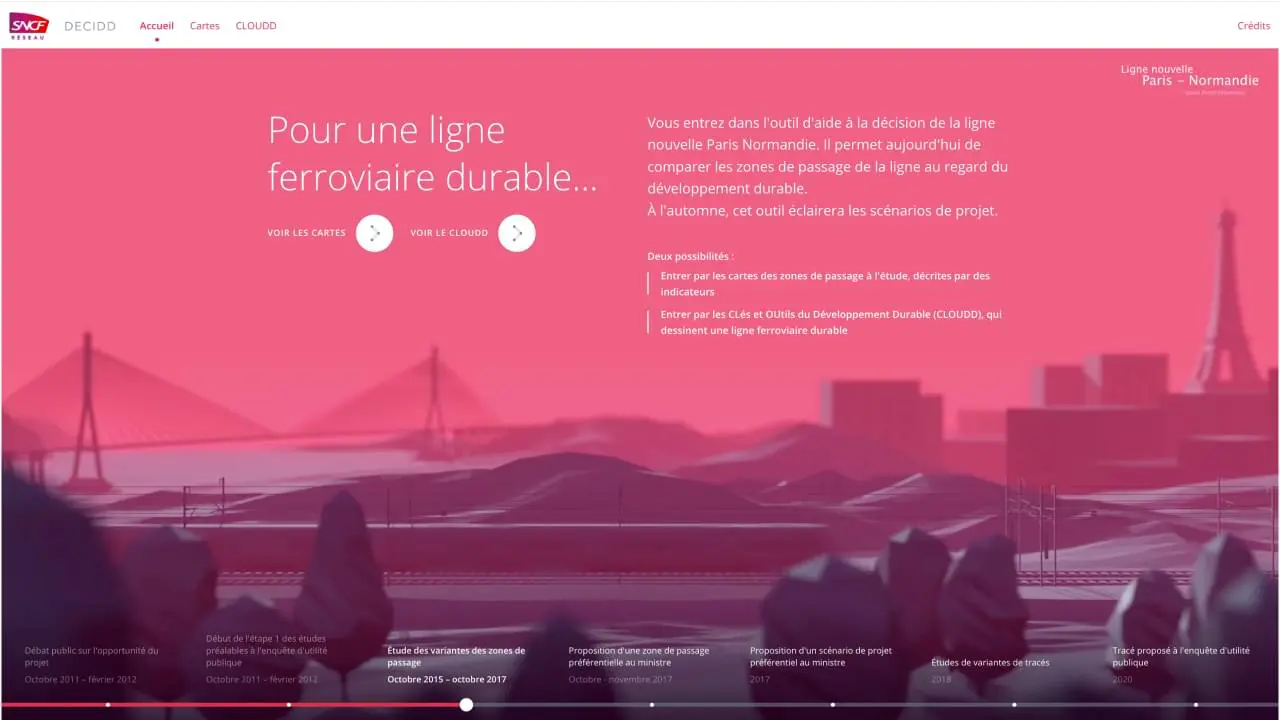 SNCF
RÉSEAU
DECIDD
Accueil
Cartes
CLOUDD
Crédits
Ligne nouvelle
Paris – Normandie
Pour une ligne
ferroviaire durable...
VOIR LES CARTES
VOIR LE CLOUDD
Vous entrez dans l'outil d'aide à la décision de la ligne
nouvelle Paris Normandie. Il permet aujourd'hui de
comparer les zones de passage de la ligne au regard du
développement durable.
À l'automne, cet outil éclairera les scénarios de projet.
Deux possibilités :
Entrer par les cartes des zones de passage à l'étude, décrites par des
indicateurs
Entrer par les CLés et OUtils du Développement Durable (CLOUDD), qui
dessinent une ligne ferroviaire durable
Débat public sur l'opportunité du
projet
Octobre 2011 – février 2012
Début de l'étape 1 des études
préalables à l'enquête d'utilité
publique
Octobre 2011 – février 2012
Étude des variantes des zones de
passage
Octobre 2015 – octobre 2017
Proposition d'une zone de passage
préférentielle au ministre
Octobre - novembre 2017
Proposition d'un scénario de projet
préférentiel au ministre
2017
Études de variantes de tracés
2018
Tracé proposé à l'enquête d'utilité
publique
2020